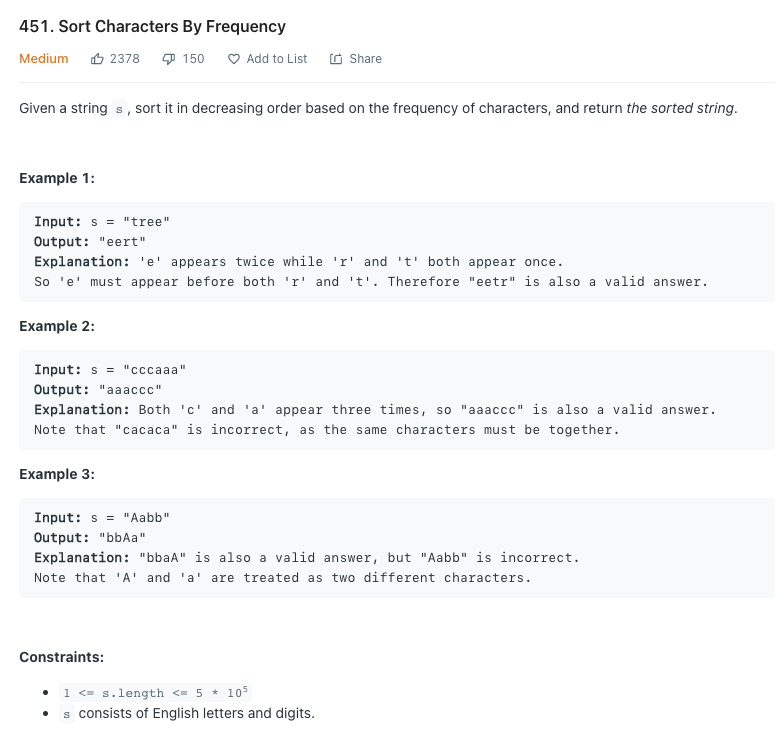 451. Sort Characters By Frequency
Medium 2378 150 Add to List Share
Given a string s, sort it in decreasing order based on the frequency of characters, and return the sorted string.
Example 1:
Input: s = "tree"
Output: "eert"
Explanation: 'e' appears twice while 'r' and 't' both appear once.
So 'e' must appear before both 'r' and 't'. Therefore "eetr" is also a valid answer.
Example 2:
Input: s = "cccaaa"
Output: "aaaccc"
Explanation: Both 'c' and 'a' appear three times, so "aaaccc" is also a valid answer.
Note that "cacaca" is incorrect, as the same characters must be together.
Example 3:
Input: s = "Aabb"
Output: "bbAa"
Explanation: "bbaA" is also a valid answer, but "Aabb" is incorrect.
Note that 'A' and 'a' are treated as two different characters.
Constraints:
• 1 <= s.length <= 5 * 10⁵
• s consists of English letters and digits.